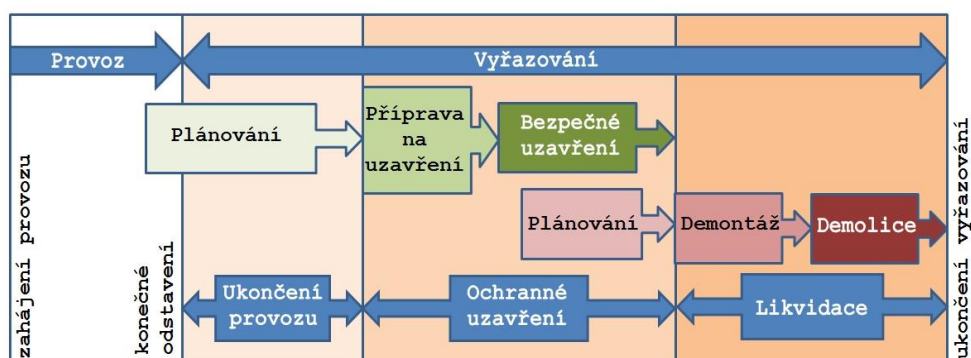 Provoz
Vyřazování
Plánování
Příprava
na
uzavření
Bezpečné
uzavření
Plánování
Demontáž
Demolice
zahájení provozu
konečné
odstavení
Ukončení
provozu
Ochranné
uzavření
Likvidace
ukončení vyřazování